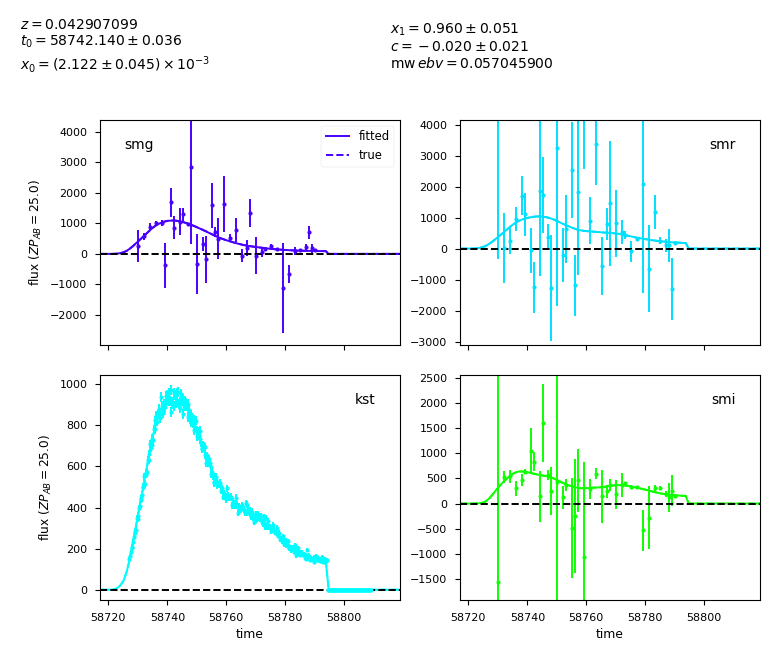 z = 0.042907099
t₀ = 58742.140 ± 0.036
x₀ = (2.122 ± 0.045) × 10⁻³
x₁ = 0.960 ± 0.051
c = −0.020 ± 0.021
mw ebv = 0.057045900
smg
fitted
true
4000
3000
2000
1000
0
−1000
−2000
flux (ZP_AB = 25.0)
smr
4000
3000
2000
1000
0
−1000
−2000
−3000
kst
1000
800
600
400
200
0
flux (ZP_AB = 25.0)
58720 58740 58760 58780 58800
time
smi
2500
2000
1500
1000
500
0
−500
−1000
−1500
58720 58740 58760 58780 58800
time